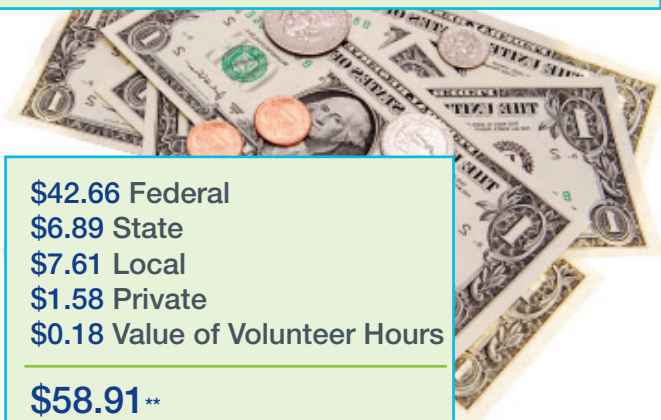 $42.66 Federal
$6.89 State
$7.61 Local
$1.58 Private
$0.18 Value of Volunteer Hours
$58.91**